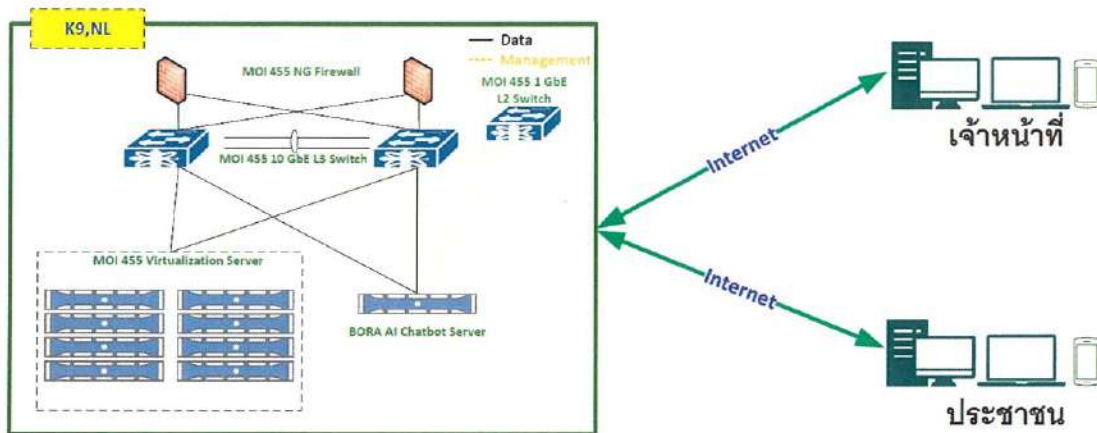 K9,NL
Data
Management
MOI 455 NG Firewall
MOI 455 1 GbE
L2 Switch
MOI 455 10 GbE L3 Switch
MOI 455 Virtualization Server
BORA AI Chatbot Server
Internet
เจ้าหน้าที่
Internet
ประชาชน